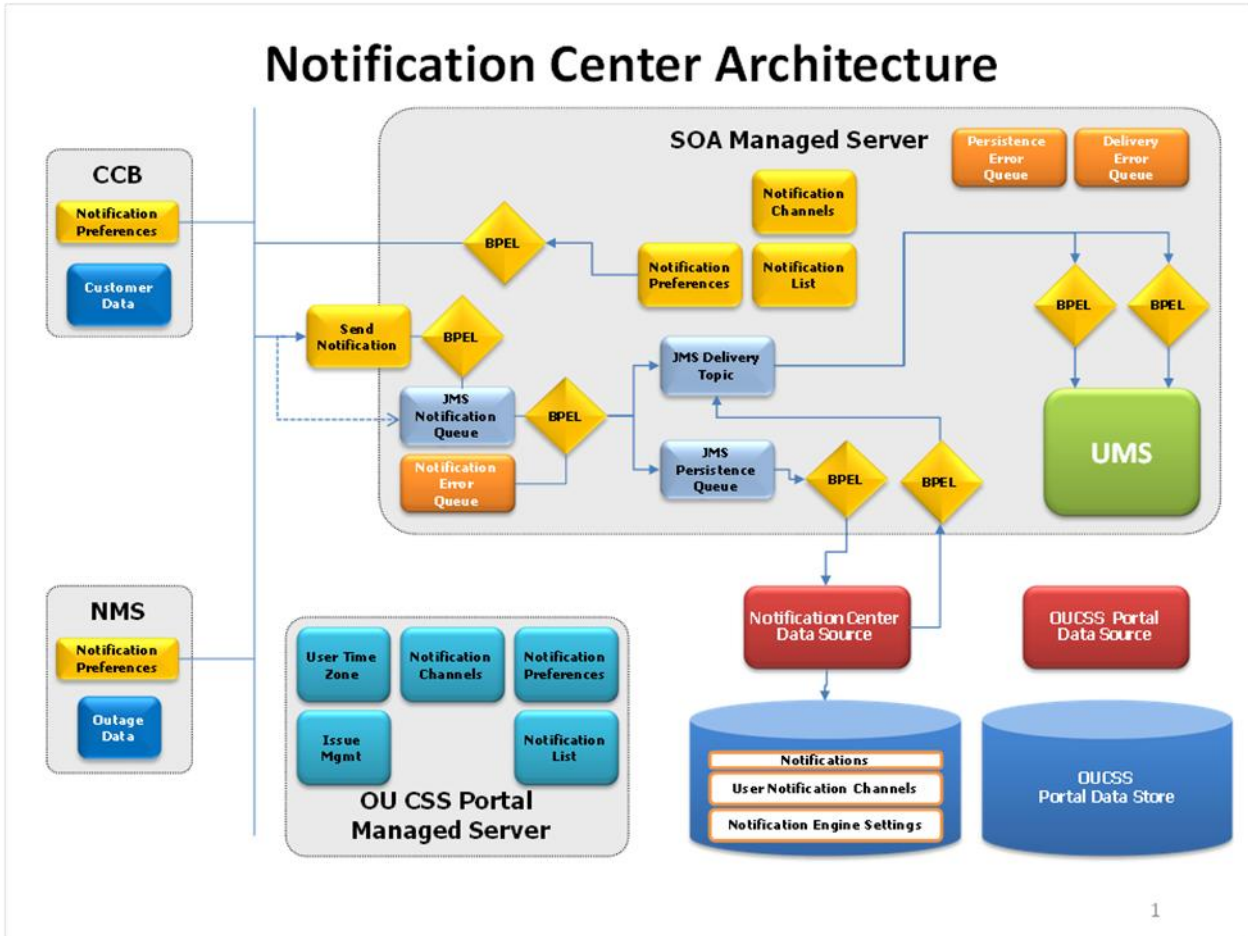 Notification Center Architecture
CCB
Notification
Preferences
Customer
Data
SOA Managed Server
Persistence
Error
Queue
Delivery
Error
Queue
Notification
Channels
BPEL
Notification
Preferences
Notification
List
BPEL
BPEL
Send
Notification
BPEL
JMS Delivery
Topic
JMS
Notification
Queue
BPEL
Notification
Error
Queue
JMS
Persistence
Queue
BPEL
BPEL
UMS
NMS
Notification
Preferences
Outage
Data
User Time
Zone
Notification
Channels
Notification
Preferences
Issue
Mgmt
Notification
List
OU CSS Portal
Managed Server
Notification Center
Data Source
OUCSS Portal
Data Source
Notifications
User Notification Channels
Notification Engine Settings
OUCSS
Portal Data Store
1